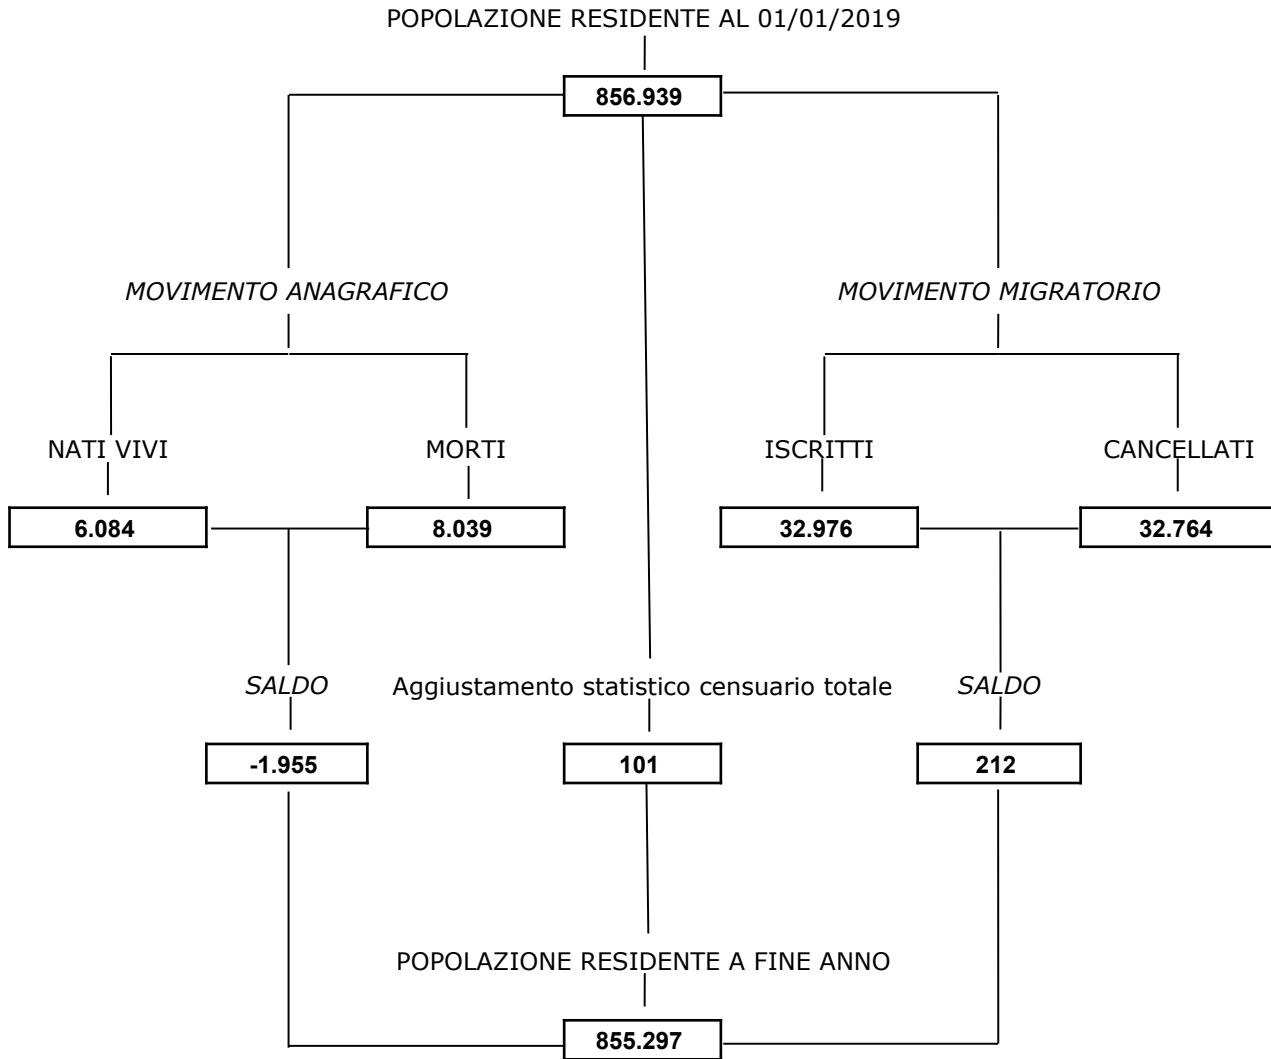 POPOLAZIONE RESIDENTE AL 01/01/2019
856.939
MOVIMENTO ANAGRAFICO
MOVIMENTO MIGRATORIO
NATI VIVI
MORTI
ISCRITTI
CANCELLATI
6.084
8.039
32.976
32.764
SALDO
Aggiustamento statistico censuario totale
SALDO
-1.955
101
212
POPOLAZIONE RESIDENTE A FINE ANNO
855.297